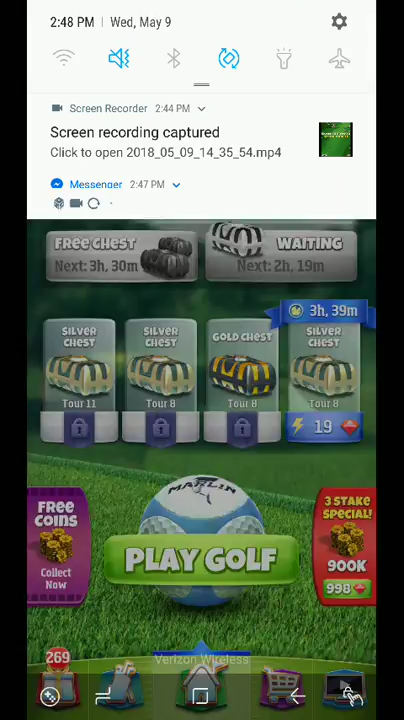 2:48 PM | Wed, May 9
Screen Recorder 2:44 PM
Screen recording captured
Click to open 2018_05_09_14_35_54.mp4
Messenger 2:47 PM
FREE CHEST
Next: 3h, 30m
WAITING
Next: 2h, 19m
3h, 39m
SILVER CHEST
Tour 11
SILVER CHEST
Tour 8
GOLD CHEST
Tour 8
SILVER CHEST
Tour 8
19
MARLIN
FREE COINS
Collect Now
PLAY GOLF
3 STAKE SPECIAL!
900K
998
Verizon Wireless
269